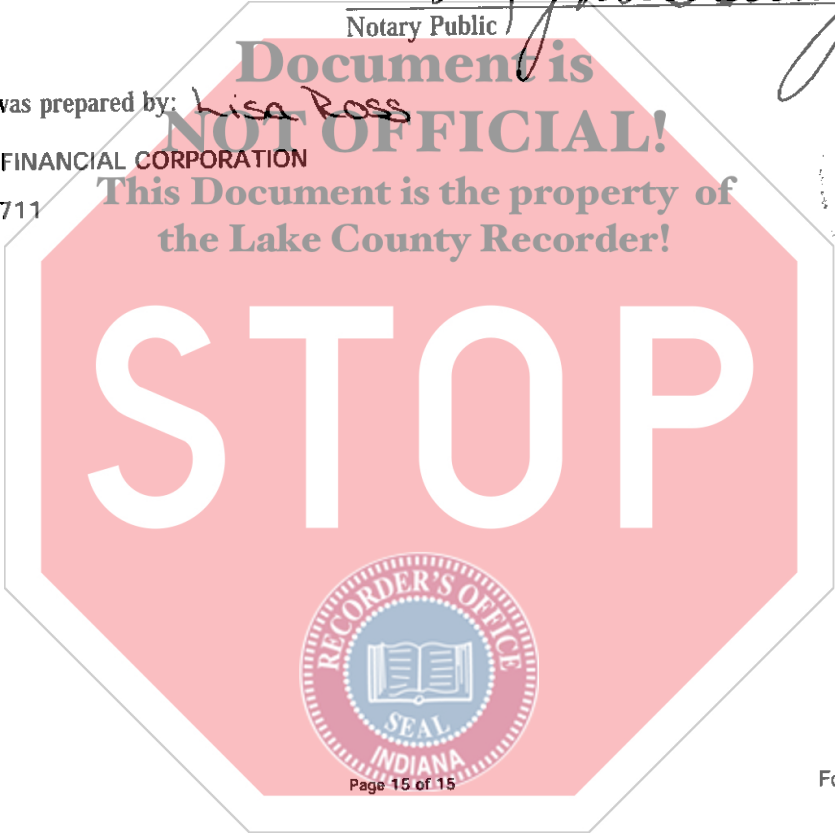 Notary Public
Document is
was prepared by: Lisa Ross
NOT OFFICIAL!
FINANCIAL CORPORATION
This Document is the property of
711
the Lake County Recorder!
STOP
RECORDER'S OFFICE
SEAL
INDIANA
Page 15 of 15
Fo